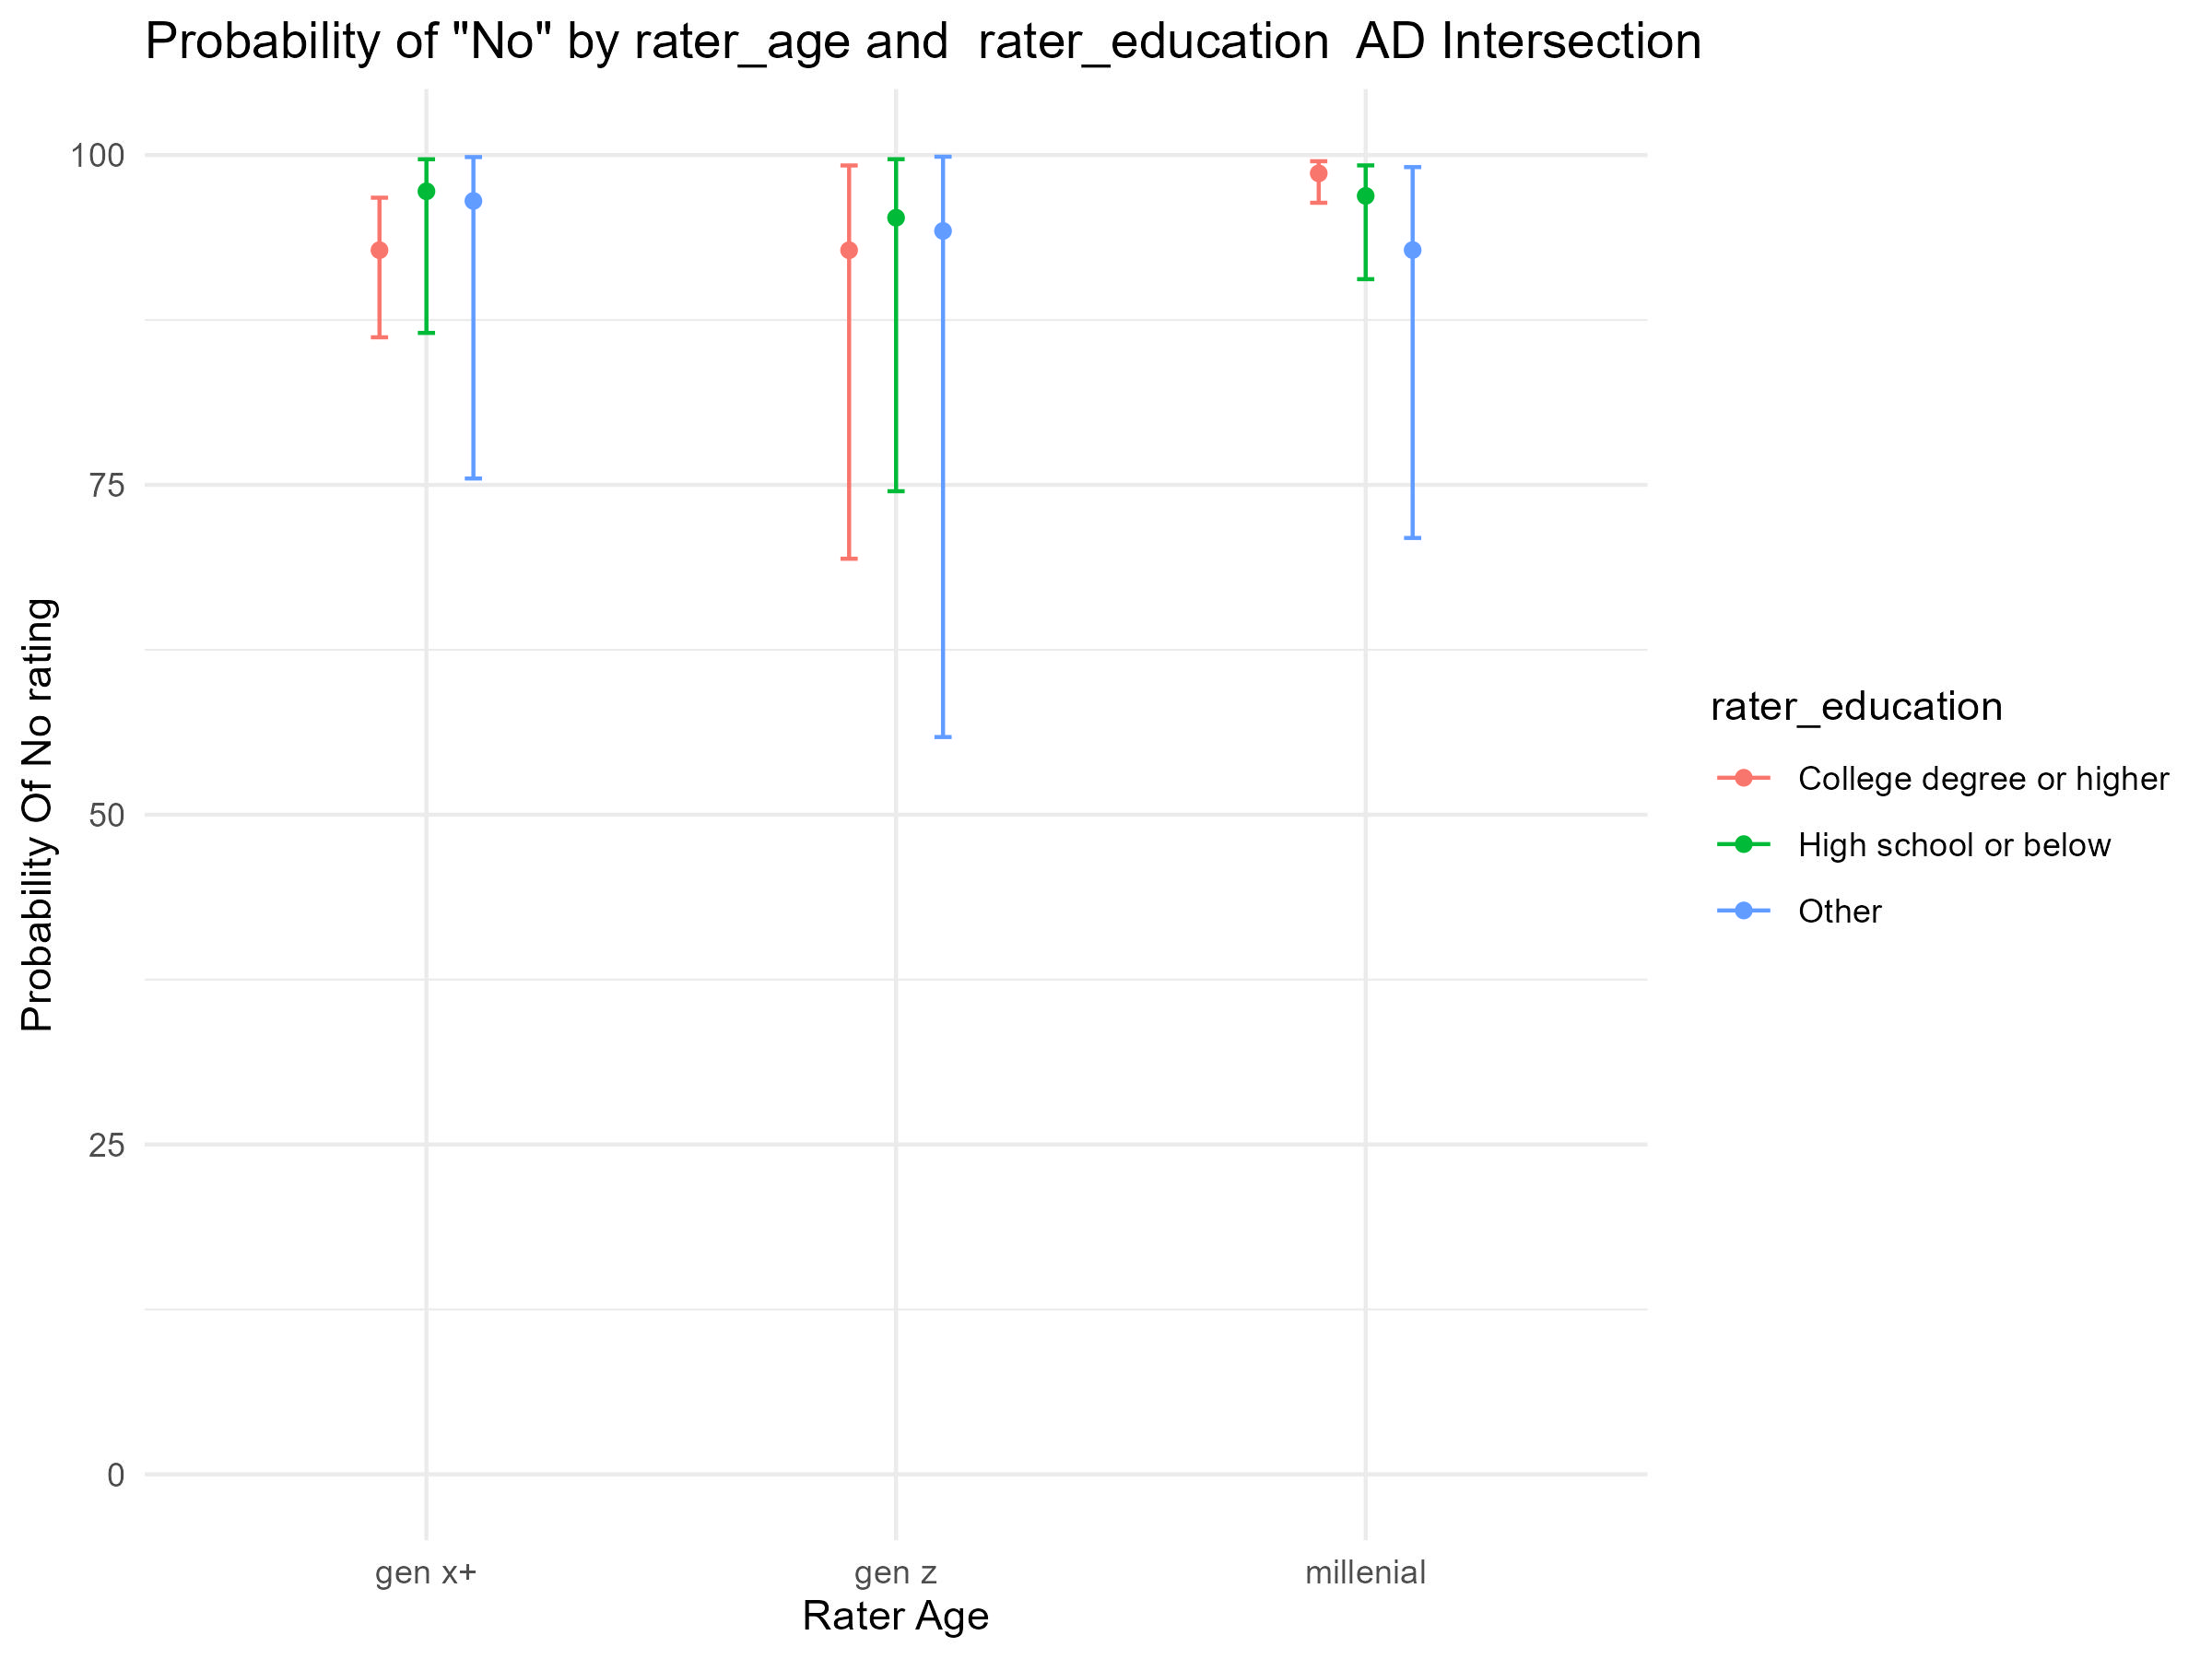 Probability of "No" by rater_age and  rater_education  AD Intersection
Probability Of No rating
100
75
50
25
0
gen x+
gen z
millenial
Rater Age
rater_education
College degree or higher
High school or below
Other